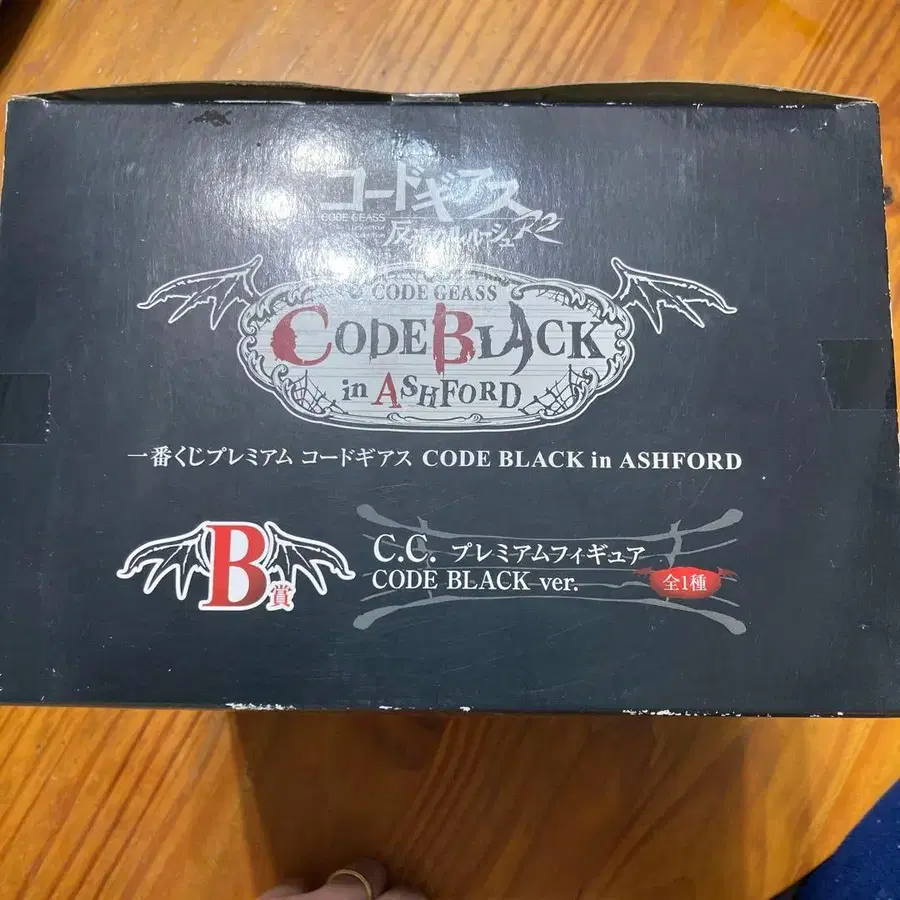 コードギアス
CODE GEASS
反逆のルルーシュ R2
CODE GEASS
CODE BLACK
in ASHFORD
一番くじプレミアム コードギアス CODE BLACK in ASHFORD
B賞
C.C. プレミアムフィギュア
CODE BLACK ver.
全1種